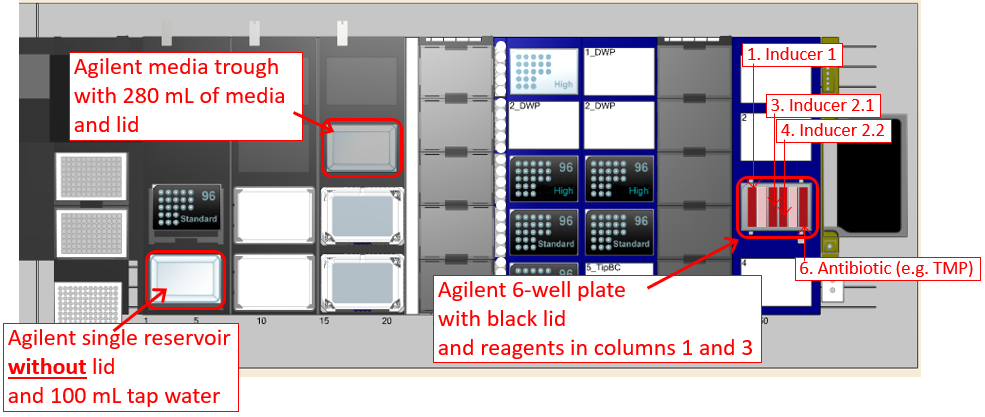 Agilent media trough
with 280 mL of media
and lid
1_DWP
1. Inducer 1
High
2_DWP
2_DWP
3. Inducer 2.1
2
4. Inducer 2.2
96
High
96
High
96
Standard
96
Standard
96
Standard
96
5_TipBC
4
6. Antibiotic (e.g. TMP)
Agilent 6-well plate
with black lid
and reagents in columns 1 and 3
1
5
10
15
20
50
Agilent single reservoir
without lid
and 100 mL tap water